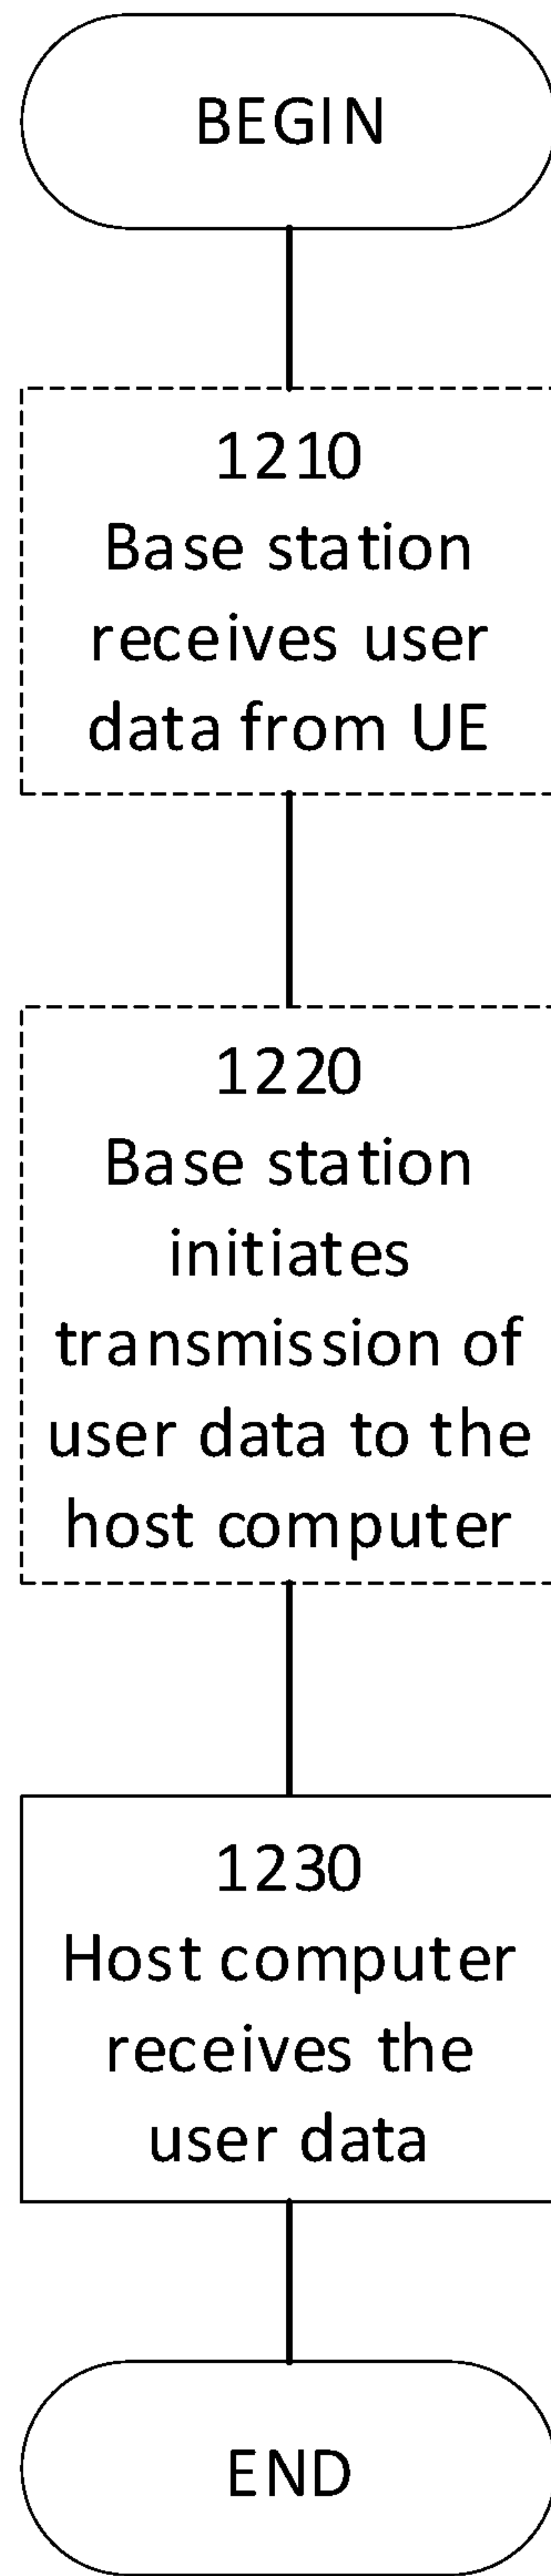 BEGIN
1210
Base station
receives user
data from UE
1220
Base station
initiates
transmission of
user data to the
host computer
1230
Host computer
receives the
user data
END